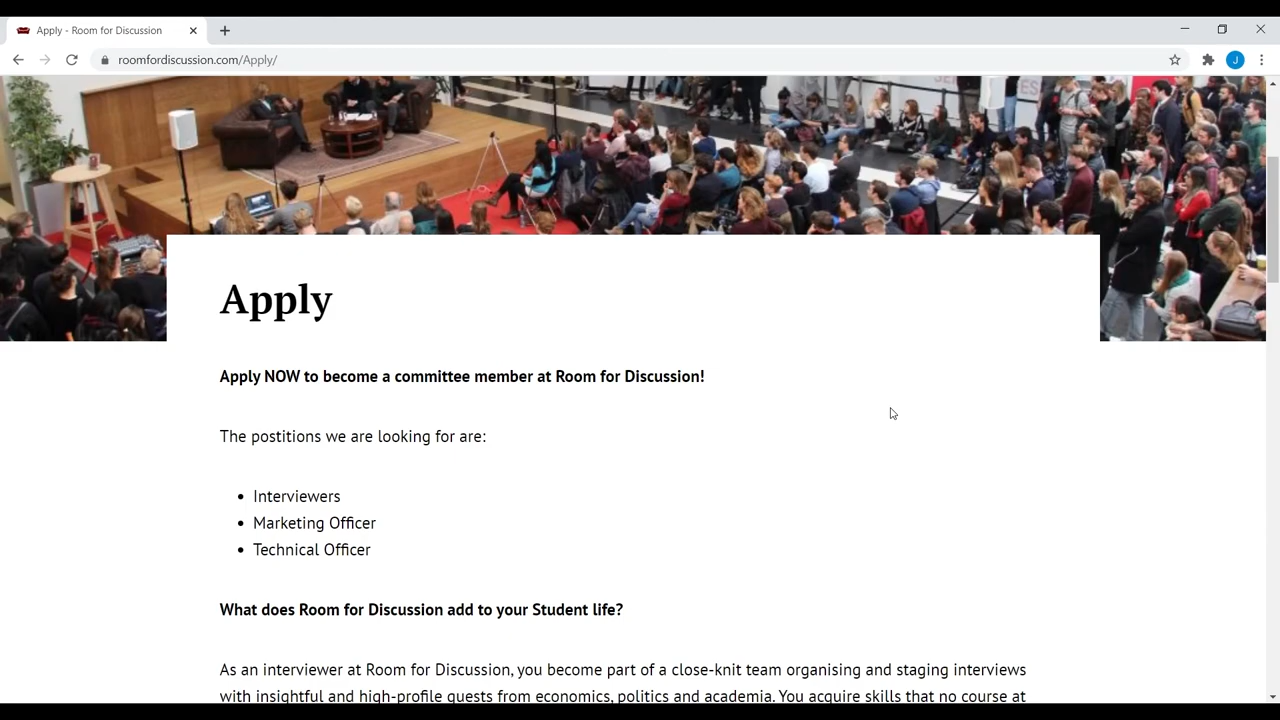 Apply - Room for Discussion
roomfordiscussion.com/Apply/
J
Apply
Apply NOW to become a committee member at Room for Discussion!
The postitions we are looking for are:
Interviewers
Marketing Officer
Technical Officer
What does Room for Discussion add to your Student life?
As an interviewer at Room for Discussion, you become part of a close-knit team organising and staging interviews
with insightful and high-profile guests from economics, politics and academia. You acquire skills that no course at